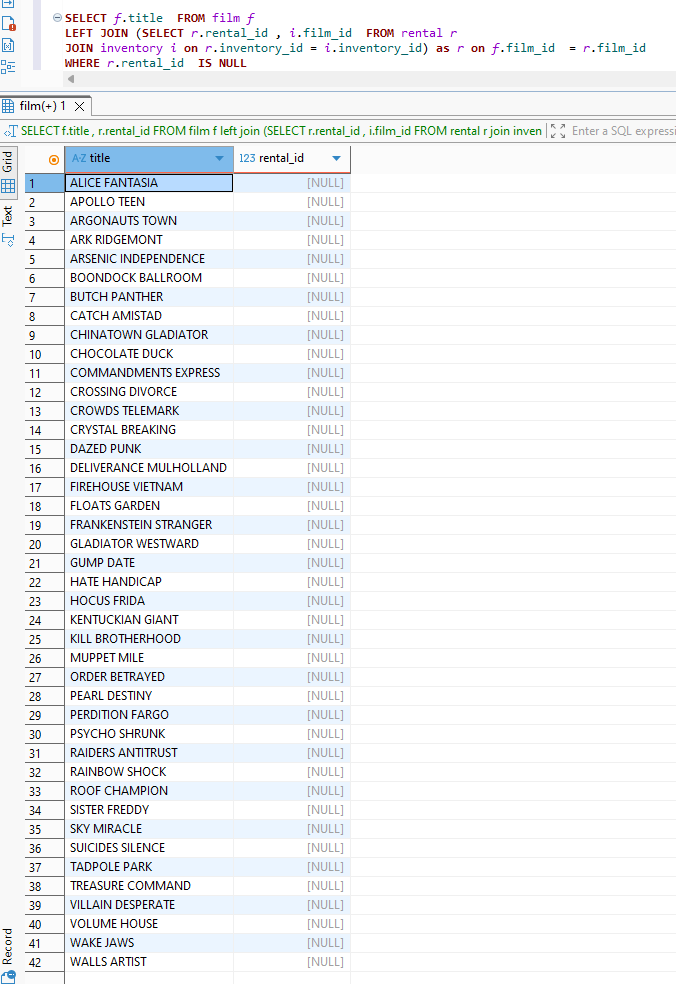 SELECT f.title  FROM film f
LEFT JOIN (SELECT r.rental_id , i.film_id  FROM rental r
JOIN inventory i on r.inventory_id = i.inventory_id) as r on f.film_id  = r.film_id
WHERE r.rental_id  IS NULL
film(+) 1
SELECT f.title , r.rental_id FROM film f left join (SELECT r.rental_id , i.film_id FROM rental r join inven
Enter a SQL expressi
Grid
Text
Record
A-Z title 123 rental_id
1 ALICE FANTASIA [NULL]
2 APOLLO TEEN [NULL]
3 ARGONAUTS TOWN [NULL]
4 ARK RIDGEMONT [NULL]
5 ARSENIC INDEPENDENCE [NULL]
6 BOONDOCK BALLROOM [NULL]
7 BUTCH PANTHER [NULL]
8 CATCH AMISTAD [NULL]
9 CHINATOWN GLADIATOR [NULL]
10 CHOCOLATE DUCK [NULL]
11 COMMANDMENTS EXPRESS [NULL]
12 CROSSING DIVORCE [NULL]
13 CROWDS TELEMARK [NULL]
14 CRYSTAL BREAKING [NULL]
15 DAZED PUNK [NULL]
16 DELIVERANCE MULHOLLAND [NULL]
17 FIREHOUSE VIETNAM [NULL]
18 FLOATS GARDEN [NULL]
19 FRANKENSTEIN STRANGER [NULL]
20 GLADIATOR WESTWARD [NULL]
21 GUMP DATE [NULL]
22 HATE HANDICAP [NULL]
23 HOCUS FRIDA [NULL]
24 KENTUCKIAN GIANT [NULL]
25 KILL BROTHERHOOD [NULL]
26 MUPPET MILE [NULL]
27 ORDER BETRAYED [NULL]
28 PEARL DESTINY [NULL]
29 PERDITION FARGO [NULL]
30 PSYCHO SHRUNK [NULL]
31 RAIDERS ANTITRUST [NULL]
32 RAINBOW SHOCK [NULL]
33 ROOF CHAMPION [NULL]
34 SISTER FREDDY [NULL]
35 SKY MIRACLE [NULL]
36 SUICIDES SILENCE [NULL]
37 TADPOLE PARK [NULL]
38 TREASURE COMMAND [NULL]
39 VILLAIN DESPERATE [NULL]
40 VOLUME HOUSE [NULL]
41 WAKE JAWS [NULL]
42 WALLS ARTIST [NULL]